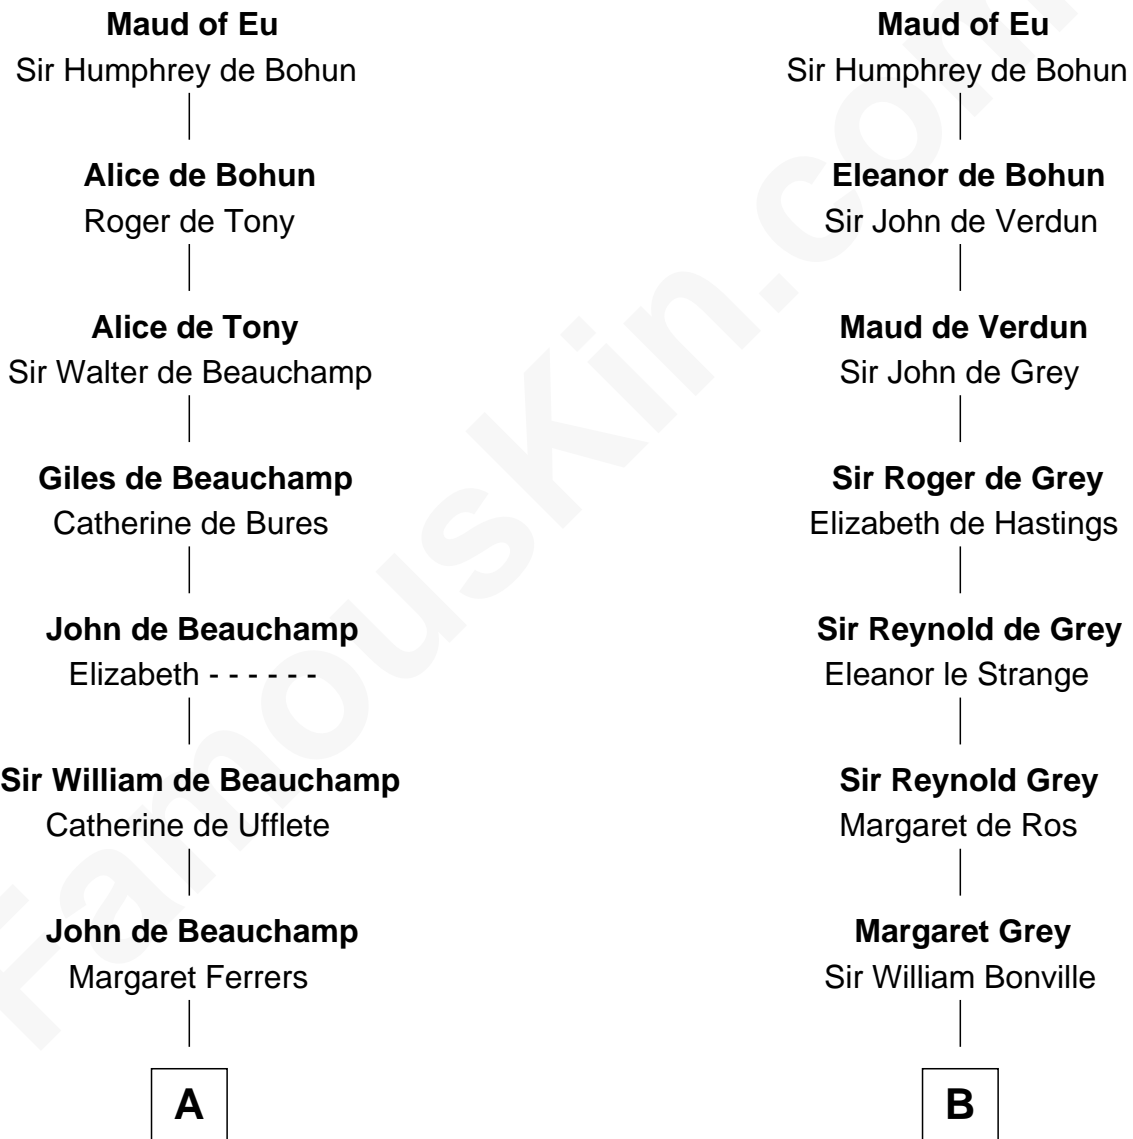 Maud of Eu
Sir Humphrey de Bohun
Alice de Bohun
Roger de Tony
Alice de Tony
Sir Walter de Beauchamp
Giles de Beauchamp
Catherine de Bures
John de Beauchamp
Elizabeth - - - - - -
Sir William de Beauchamp
Catherine de Ufflete
John de Beauchamp
Margaret Ferrers
A
Maud of Eu
Sir Humphrey de Bohun
Eleanor de Bohun
Sir John de Verdun
Maud de Verdun
Sir John de Grey
Sir Roger de Grey
Elizabeth de Hastings
Sir Reynold de Grey
Eleanor le Strange
Sir Reynold Grey
Margaret de Ros
Margaret Grey
Sir William Bonville
B
FamousKin.com